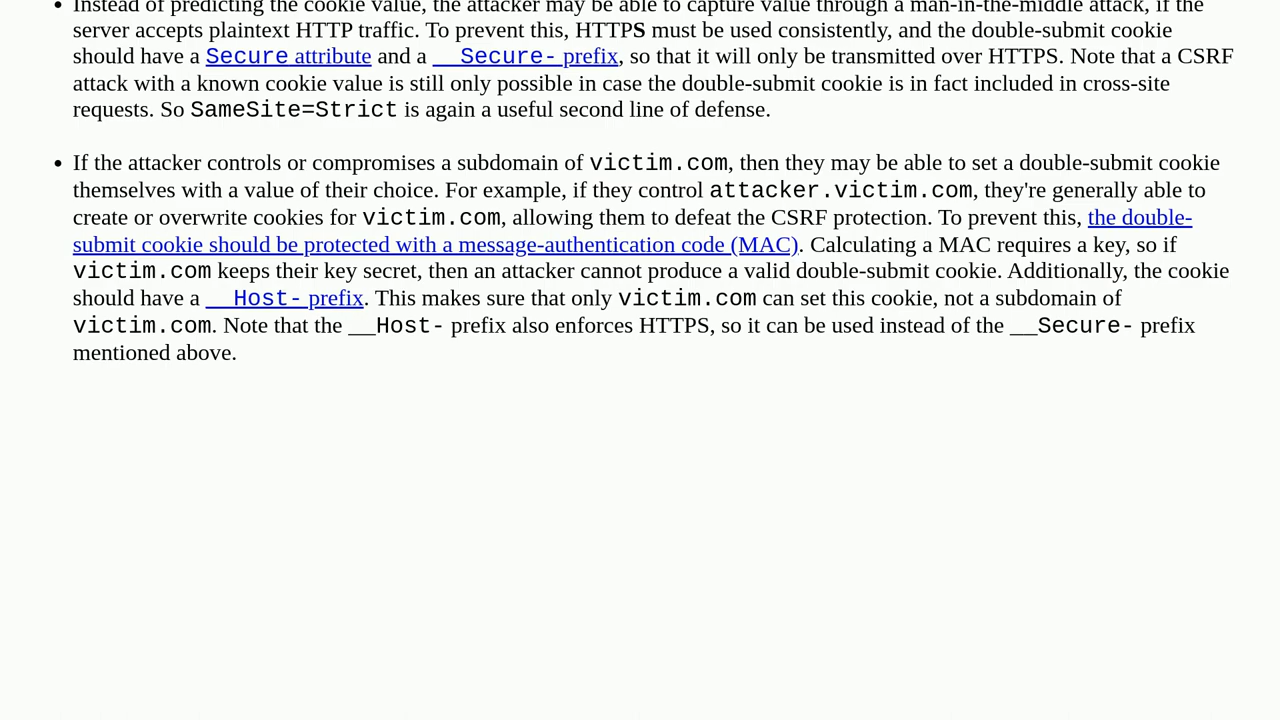 • Instead of predicting the cookie value, the attacker may be able to capture value through a man-in-the-middle attack, if the
server accepts plaintext HTTP traffic. To prevent this, HTTPS must be used consistently, and the double-submit cookie
should have a Secure attribute and a __Secure- prefix, so that it will only be transmitted over HTTPS. Note that a CSRF
attack with a known cookie value is still only possible in case the double-submit cookie is in fact included in cross-site
requests. So SameSite=Strict is again a useful second line of defense.
• If the attacker controls or compromises a subdomain of victim.com, then they may be able to set a double-submit cookie
themselves with a value of their choice. For example, if they control attacker.victim.com, they're generally able to
create or overwrite cookies for victim.com, allowing them to defeat the CSRF protection. To prevent this, the double-
submit cookie should be protected with a message-authentication code (MAC). Calculating a MAC requires a key, so if
victim.com keeps their key secret, then an attacker cannot produce a valid double-submit cookie. Additionally, the cookie
should have a __Host- prefix. This makes sure that only victim.com can set this cookie, not a subdomain of
victim.com. Note that the __Host- prefix also enforces HTTPS, so it can be used instead of the __Secure- prefix
mentioned above.